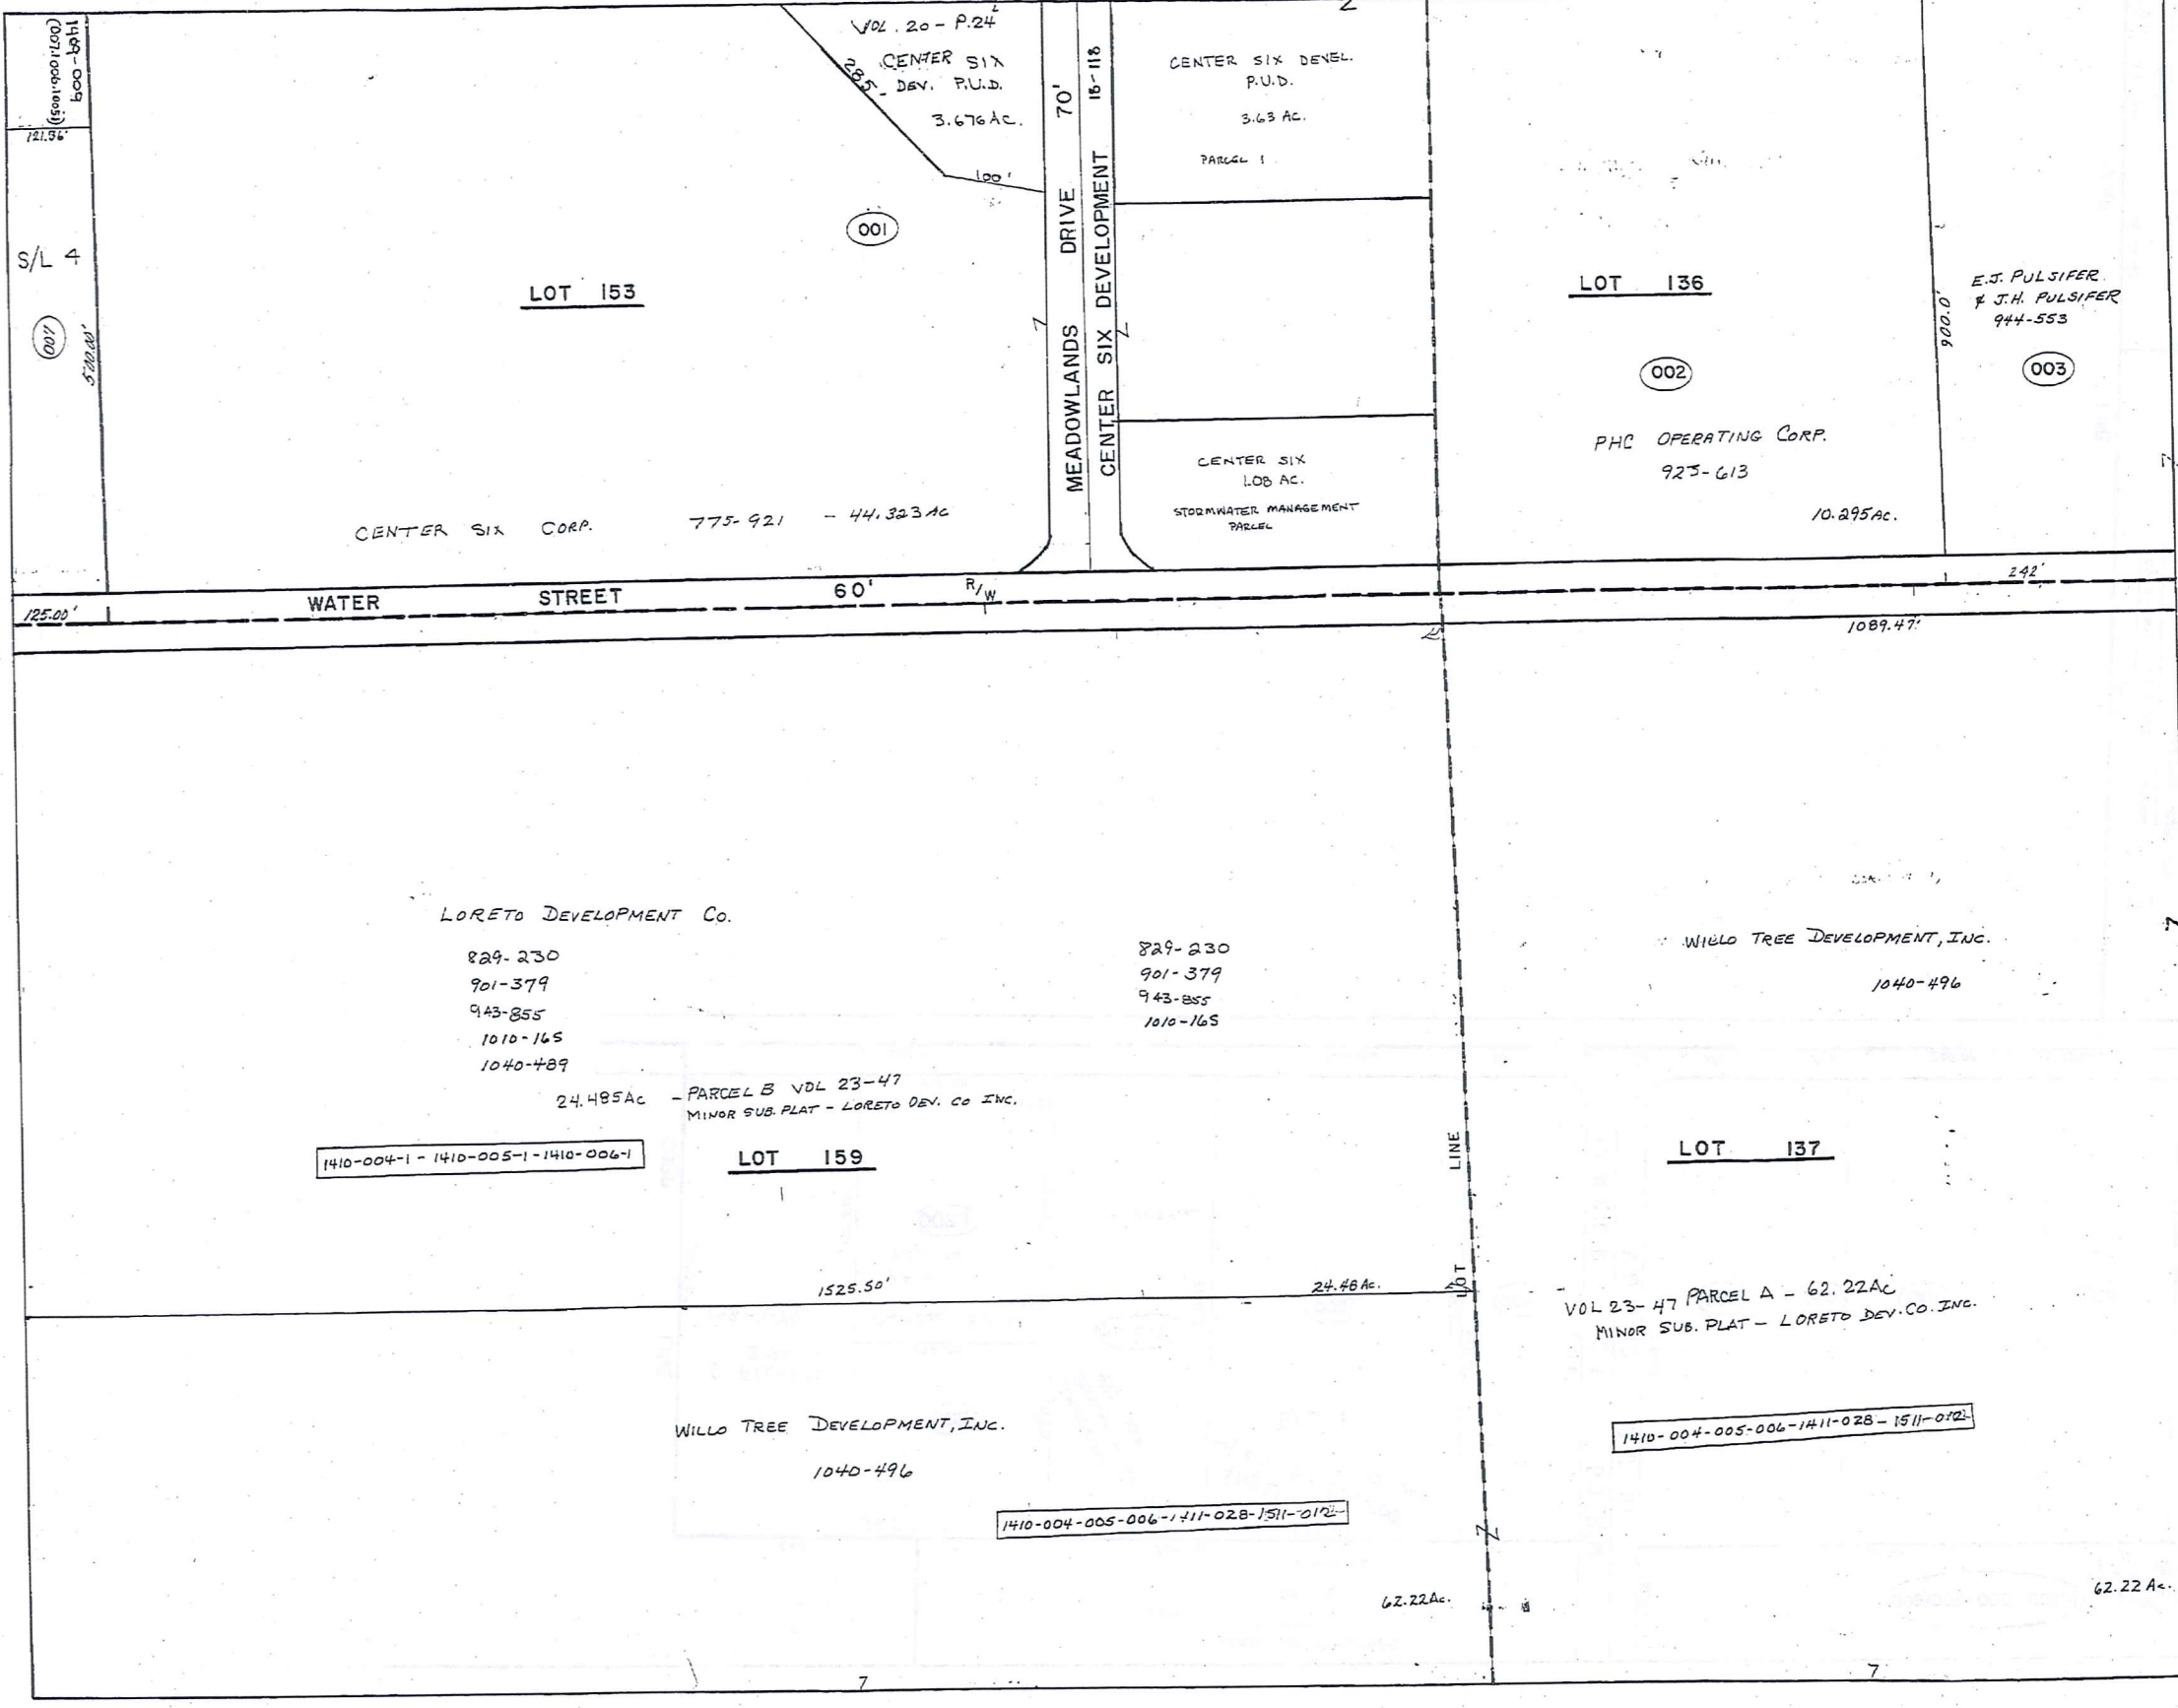 1409-009
(007.1006.1005)
121.36'
S/L 4
007
500.00'
VOL. 20 - P.24
CENTER SIX
DEV. P.U.D.
3.676 AC.
285'
100'
001
LOT 153
CENTER SIX CORP. 775-921 - 44.323 AC
MEADOWLANDS DRIVE 70'
CENTER SIX DEVELOPMENT 18-118
CENTER SIX DEVEL.
P.U.D.
3.63 AC.
PARCEL 1
CENTER SIX
1.08 AC.
STORMWATER MANAGEMENT
PARCEL
LOT 136
002
PHC OPERATING CORP.
925-613
10.295 AC.
900.0'
E.J. PULSIFER
& J.H. PULSIFER
944-553
003
125.00'
WATER STREET 60' R/W
242'
1089.47'
LORETO DEVELOPMENT CO.
829-230
901-379
943-855
1010-165
1040-489
24.485 AC - PARCEL B VOL 23-47
MINOR SUB. PLAT - LORETO DEV. CO INC.
829-230
901-379
943-855
1010-165
1410-004-1 - 1410-005-1 - 1410-006-1
LOT 159
1525.50'
24.48 AC.
LOT LINE
WILLO TREE DEVELOPMENT, INC.
1040-496
LOT 137
VOL 23-47 PARCEL A - 62.22 AC
MINOR SUB. PLAT - LORETO DEV. CO. INC.
1410-004-005-006-1411-028-1511-012
WILLO TREE DEVELOPMENT, INC.
1040-496
1410-004-005-006-1411-028-1511-012
62.22 AC.
62.22 AC.
7
7